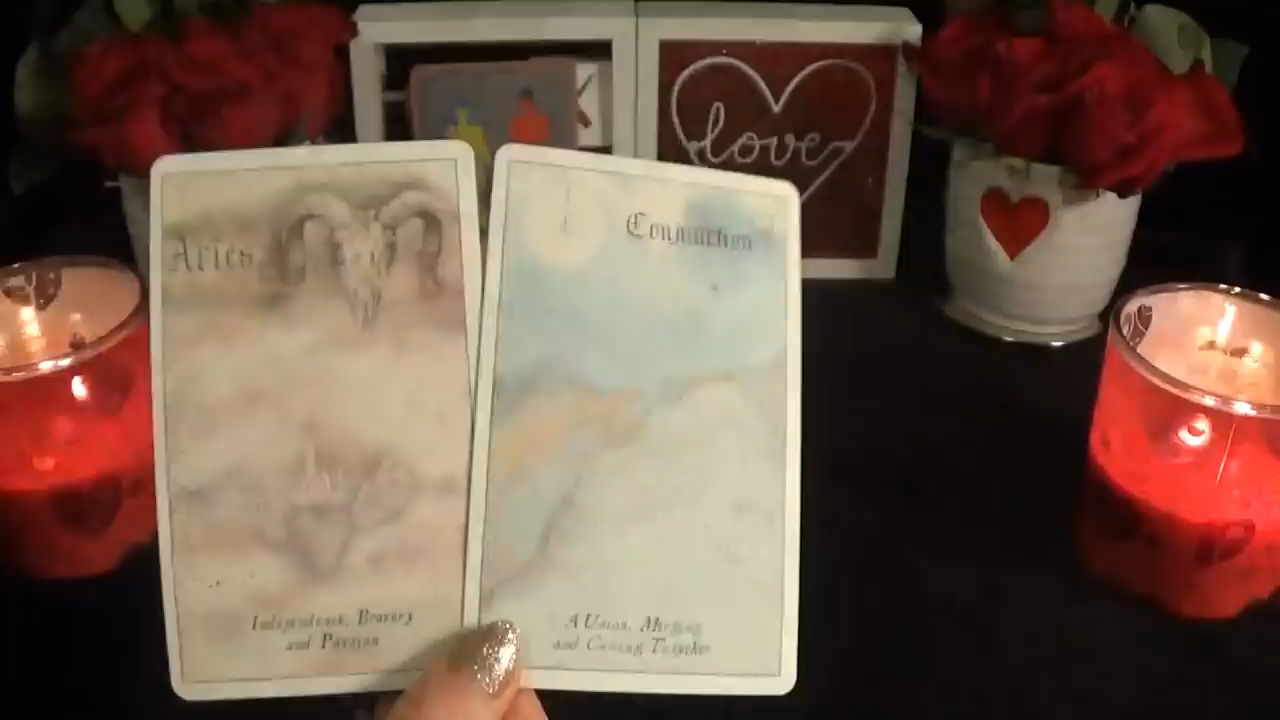 love
Aries
Conjunction
Independence, Bravery
and Passion
A Union, Merging
and Coming Together